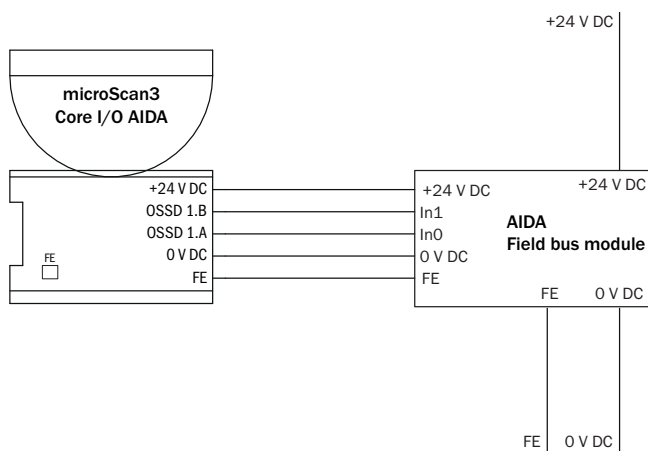 +24 V DC
microScan3
Core I/O AIDA
+24 V DC
OSSD 1.B
OSSD 1.A
0 V DC
FE
FE
+24 V DC
In1
In0
0 V DC
FE
+24 V DC
AIDA
Field bus module
FE
0 V DC
FE
0 V DC